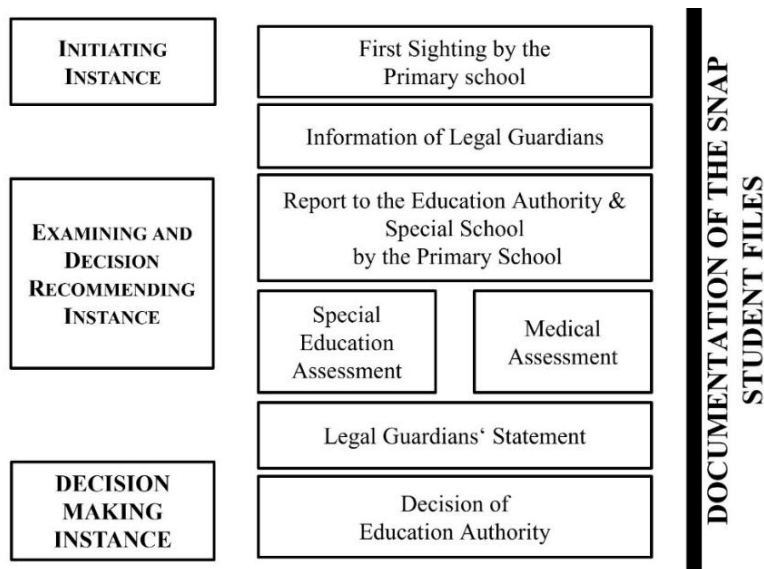 INITIATING
INSTANCE
First Sighting by the
Primary school
Information of Legal Guardians
EXAMINING AND
DECISION
RECOMMENDING
INSTANCE
Report to the Education Authority &
Special School
by the Primary School
Special
Education
Assessment
Medical
Assessment
Legal Guardians‘ Statement
DECISION
MAKING
INSTANCE
Decision of
Education Authority
DOCUMENTATION OF THE SNAP
STUDENT FILES